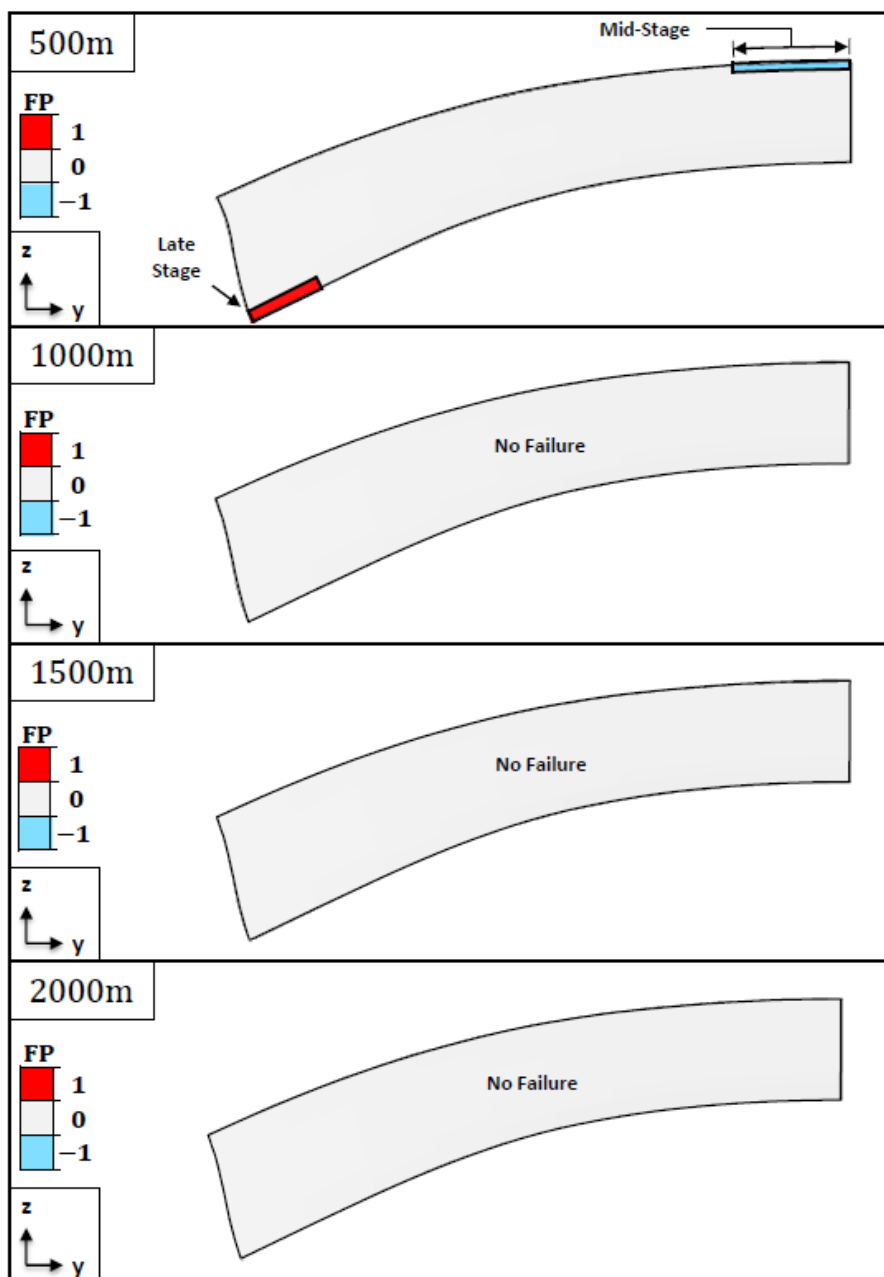 500m
Mid-Stage
FP
1
0
−1
Late
Stage
z
y
1000m
FP
1
0
−1
No Failure
z
y
1500m
FP
1
0
−1
No Failure
z
y
2000m
FP
1
0
−1
No Failure
z
y